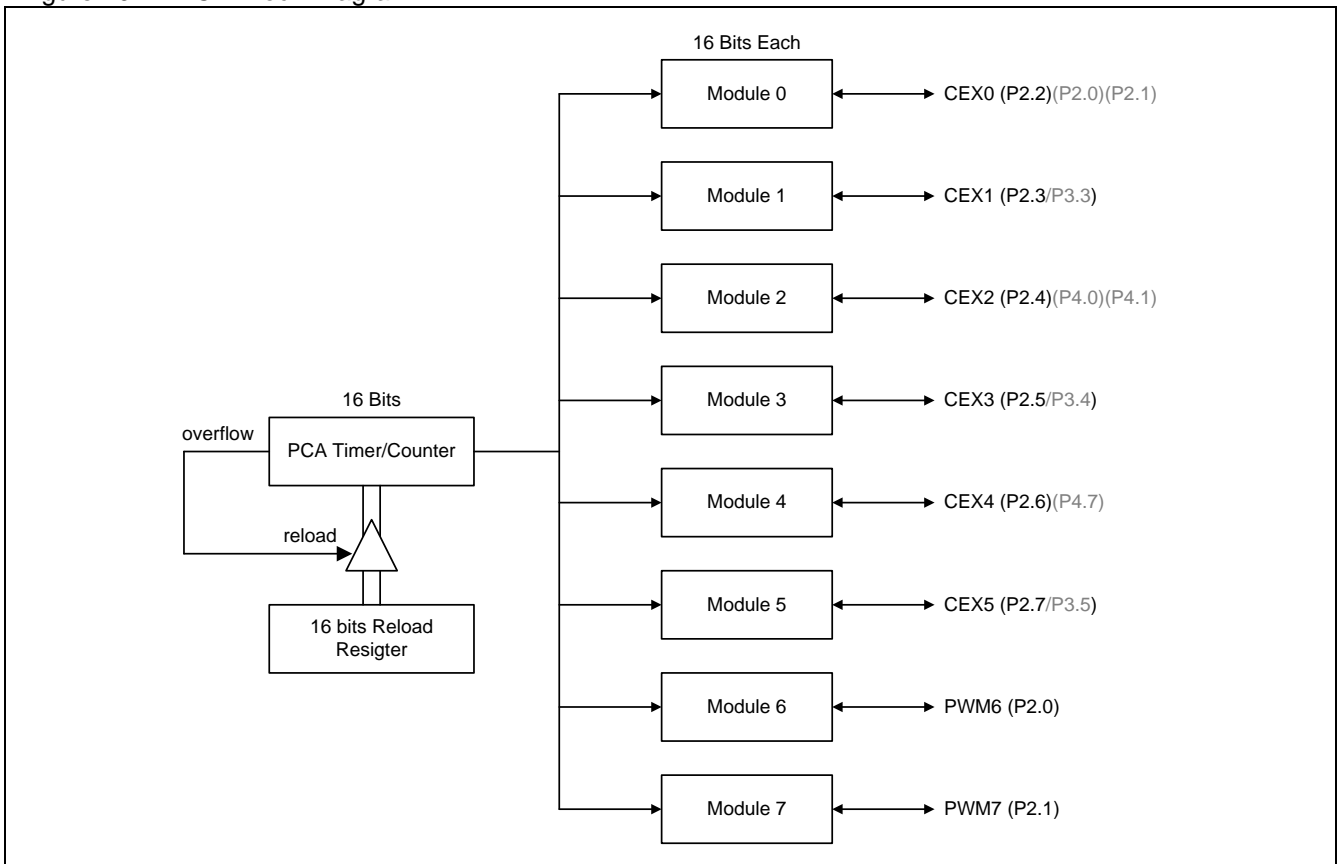 16 Bits Each
Module 0
CEX0 (P2.2)(P2.0)(P2.1)
Module 1
CEX1 (P2.3/P3.3)
Module 2
CEX2 (P2.4)(P4.0)(P4.1)
Module 3
CEX3 (P2.5/P3.4)
16 Bits
overflow
PCA Timer/Counter
Module 4
CEX4 (P2.6)(P4.7)
reload
16 bits Reload
Resigter
Module 5
CEX5 (P2.7/P3.5)
Module 6
PWM6 (P2.0)
Module 7
PWM7 (P2.1)